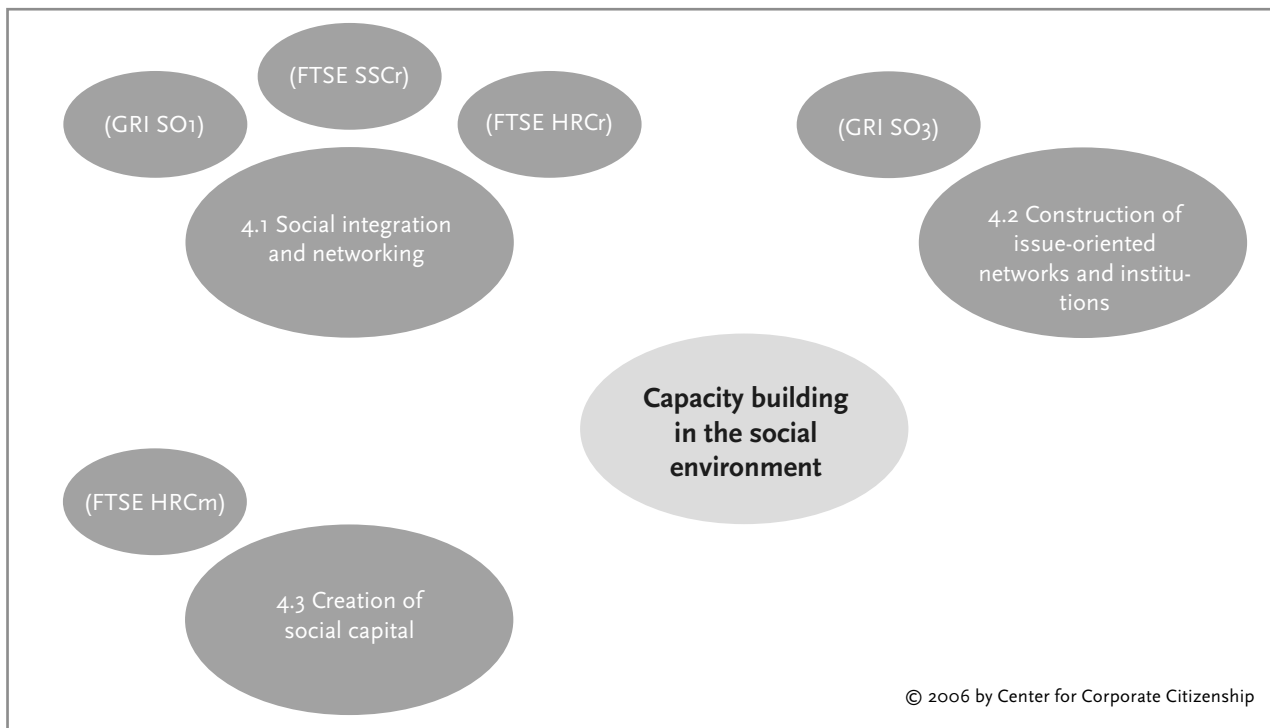 (FTSE SSCr)
(GRI SO1)
(FTSE HRCr)
(GRI SO3)
4.1 Social integration
and networking
4.2 Construction of
issue-oriented
networks and institu-
tions
Capacity building
in the social
environment
(FTSE HRCm)
4.3 Creation of
social capital
© 2006 by Center for Corporate Citizenship